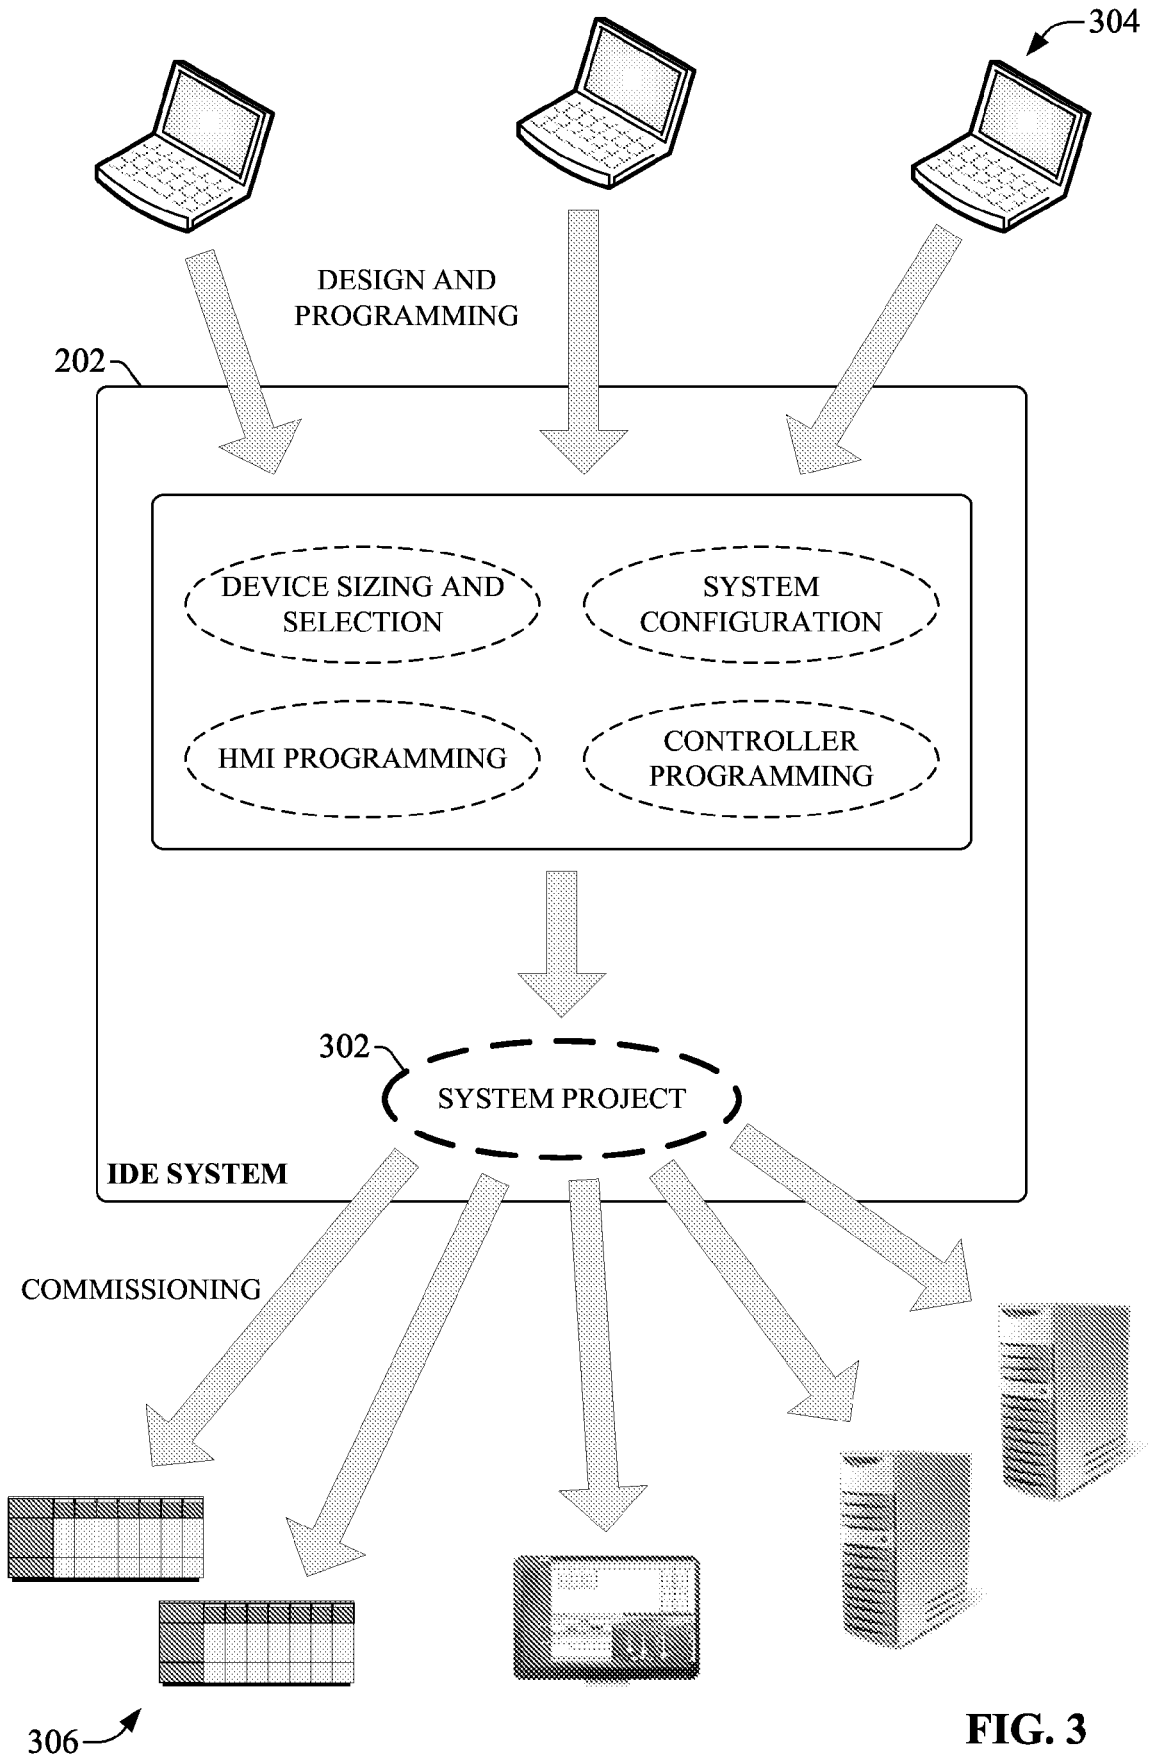 304
DESIGN AND
PROGRAMMING
202
DEVICE SIZING AND
SELECTION
SYSTEM
CONFIGURATION
HMI PROGRAMMING
CONTROLLER
PROGRAMMING
302
SYSTEM PROJECT
IDE SYSTEM
COMMISSIONING
306
FIG. 3